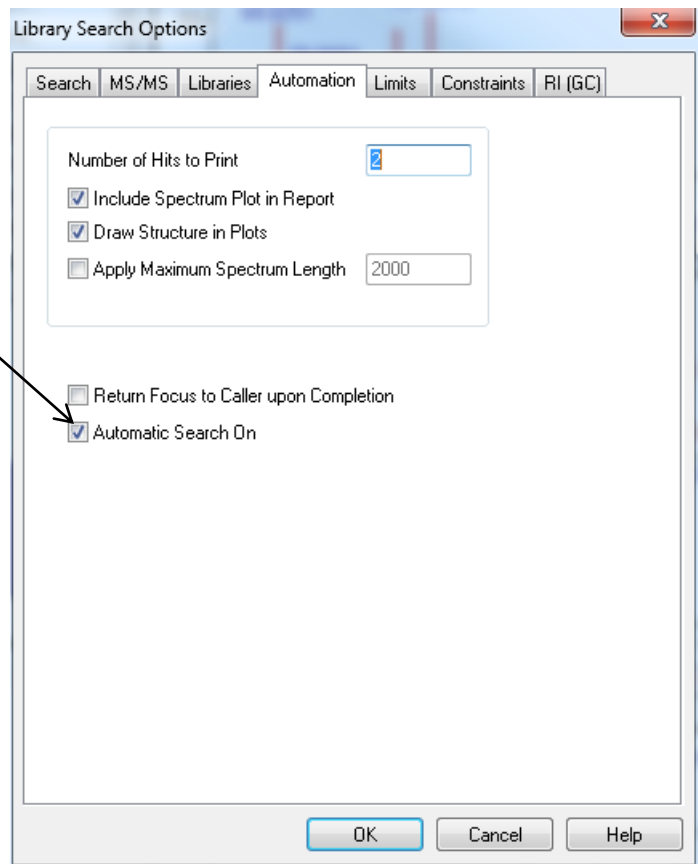 Library Search Options
Search MS/MS Libraries Automation Limits Constraints RI (GC)
Number of Hits to Print 2
Include Spectrum Plot in Report
Draw Structure in Plots
Apply Maximum Spectrum Length 2000
Return Focus to Caller upon Completion
Automatic Search On
OK Cancel Help